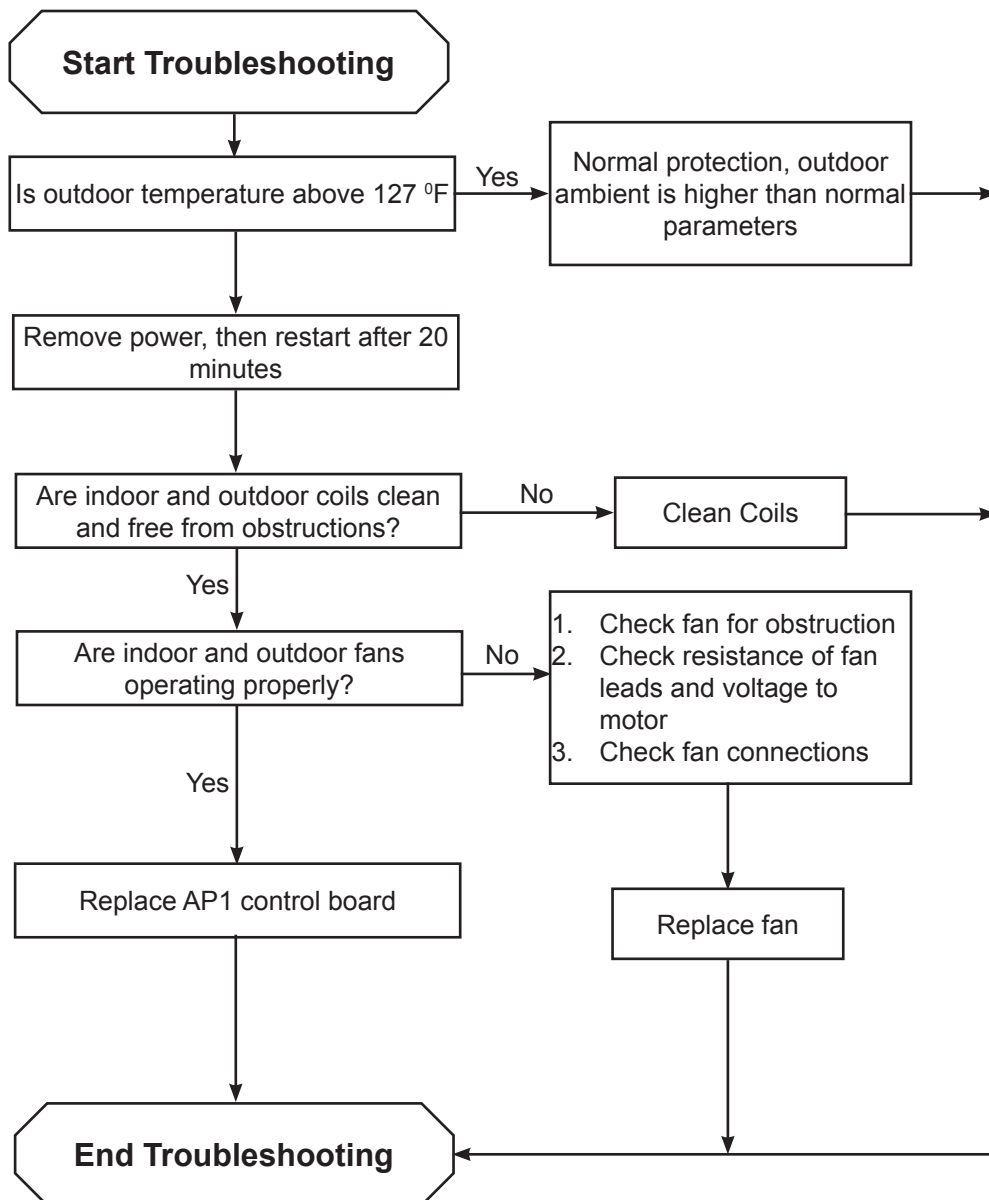 Start Troubleshooting
Is outdoor temperature above 127 ⁰F
Yes
Normal protection, outdoor
ambient is higher than normal
parameters
Remove power, then restart after 20
minutes
Are indoor and outdoor coils clean
and free from obstructions?
No
Clean Coils
Yes
Are indoor and outdoor fans
operating properly?
No
1. Check fan for obstruction
2. Check resistance of fan
leads and voltage to
motor
3. Check fan connections
Yes
Replace AP1 control board
Replace fan
End Troubleshooting